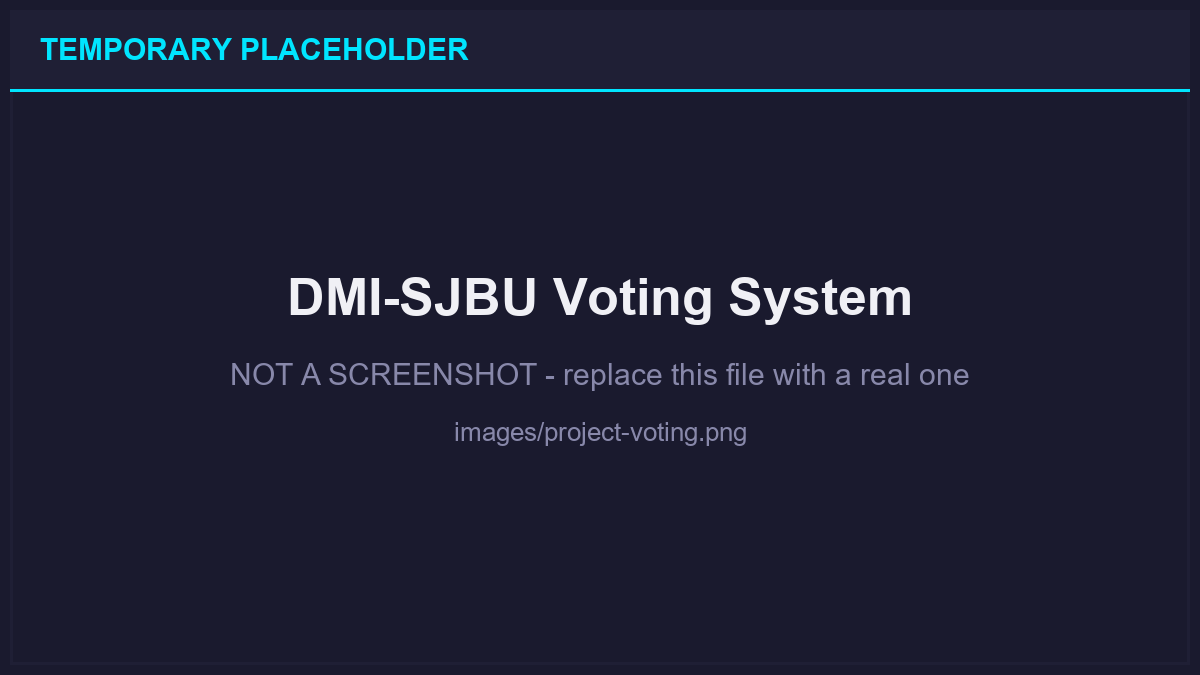 TEMPORARY PLACEHOLDER
DMI-SJBU Voting System
NOT A SCREENSHOT - replace this file with a real one
images/project-voting.png